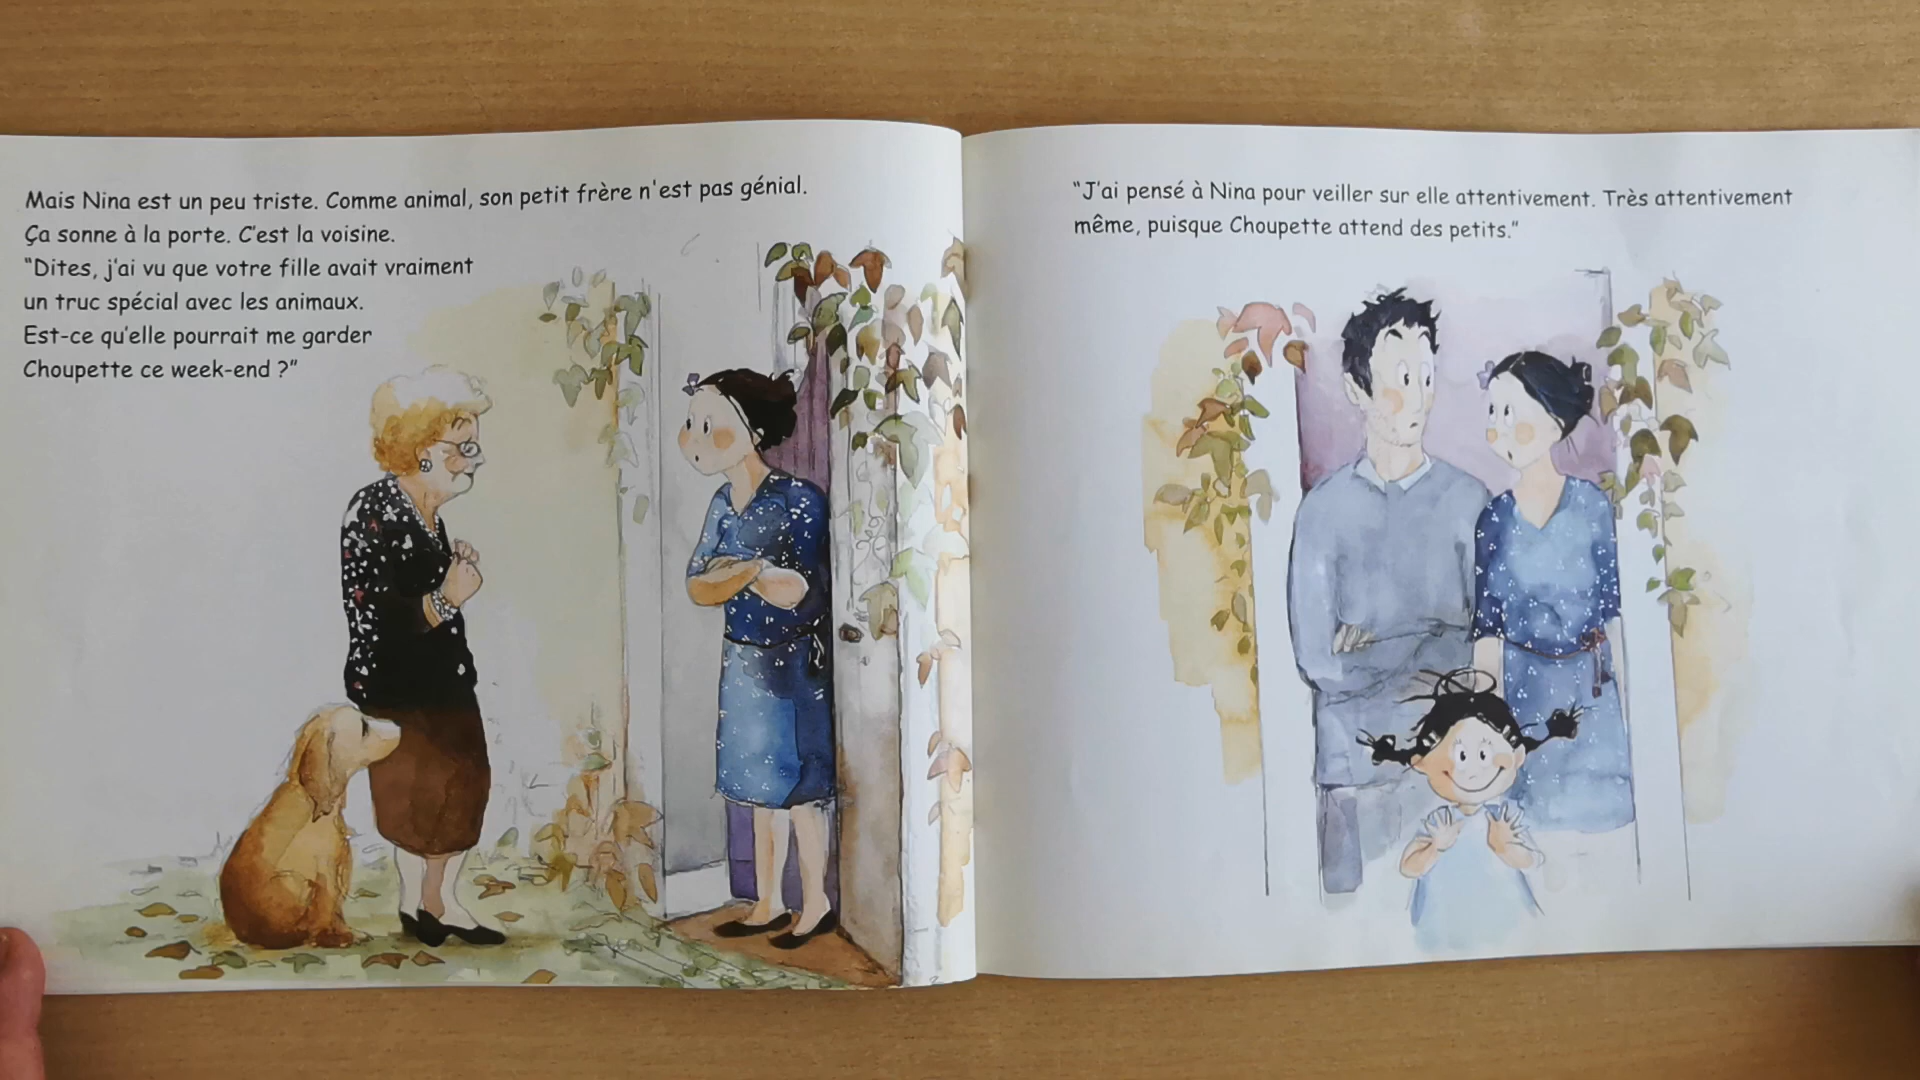 Mais Nina est un peu triste. Comme animal, son petit frère n'est pas génial.
Ça sonne à la porte. C'est la voisine.
"Dites, j'ai vu que votre fille avait vraiment
un truc spécial avec les animaux.
Est-ce qu'elle pourrait me garder
Choupette ce week-end ?"
"J'ai pensé à Nina pour veiller sur elle attentivement. Très attentivement
même, puisque Choupette attend des petits."